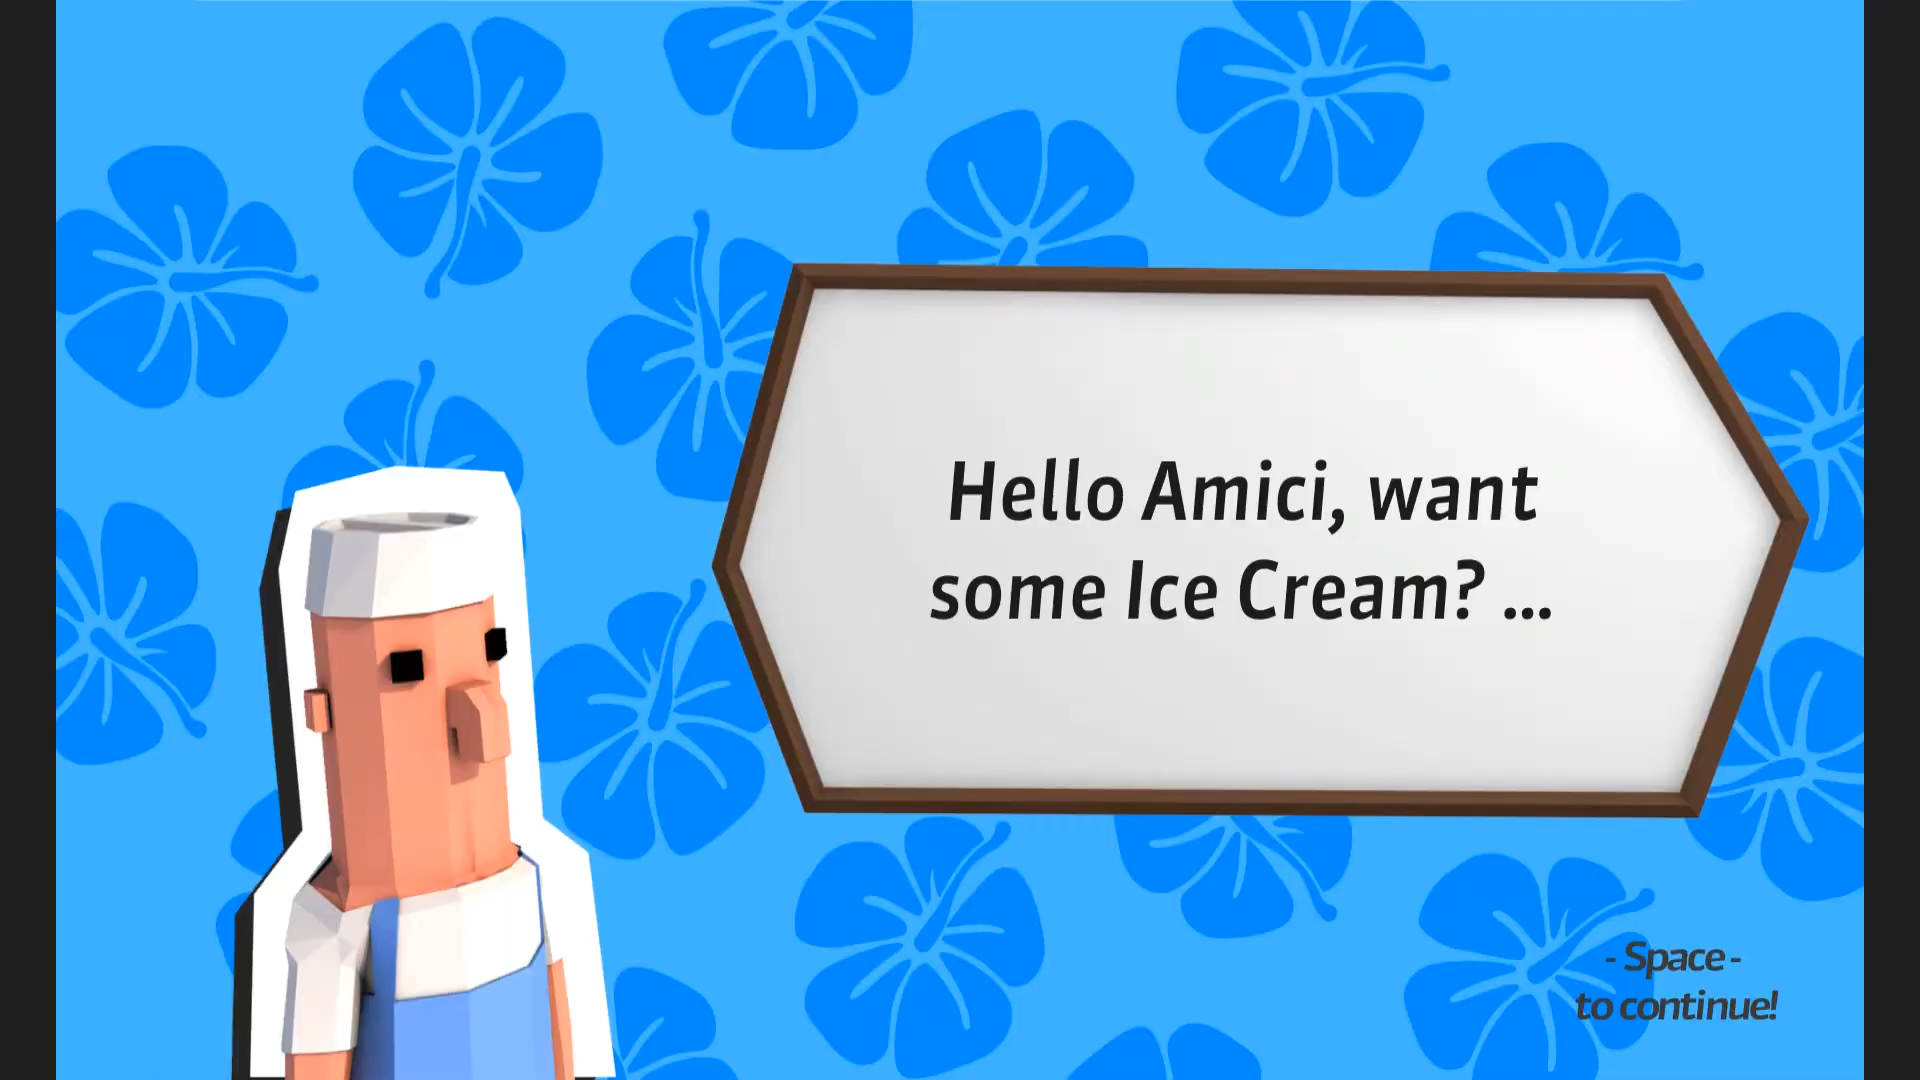 Hello Amici, want
some Ice Cream? ...
- Space -
to continue!